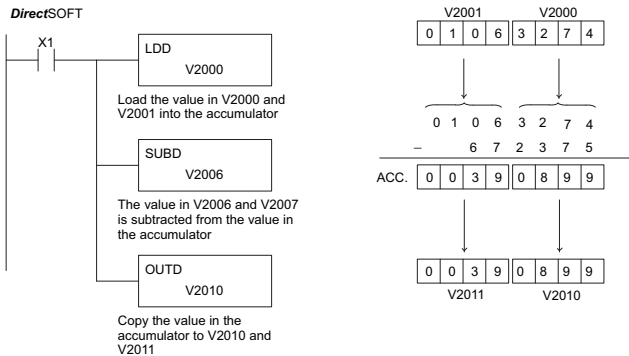 DirectSOFT
X1
LDD
V2000
Load the value in V2000 and
V2001 into the accumulator
SUBD
V2006
The value in V2006 and V2007
is subtracted from the value in
the accumulator
OUTD
V2010
Copy the value in the
accumulator to V2010 and
V2011
V2001 V2000
0 1 0 6 3 2 7 4
0 1 0 6 3 2 7 4
– 6 7 2 3 7 5
ACC. 0 0 3 9 0 8 9 9
0 0 3 9 0 8 9 9
V2011 V2010